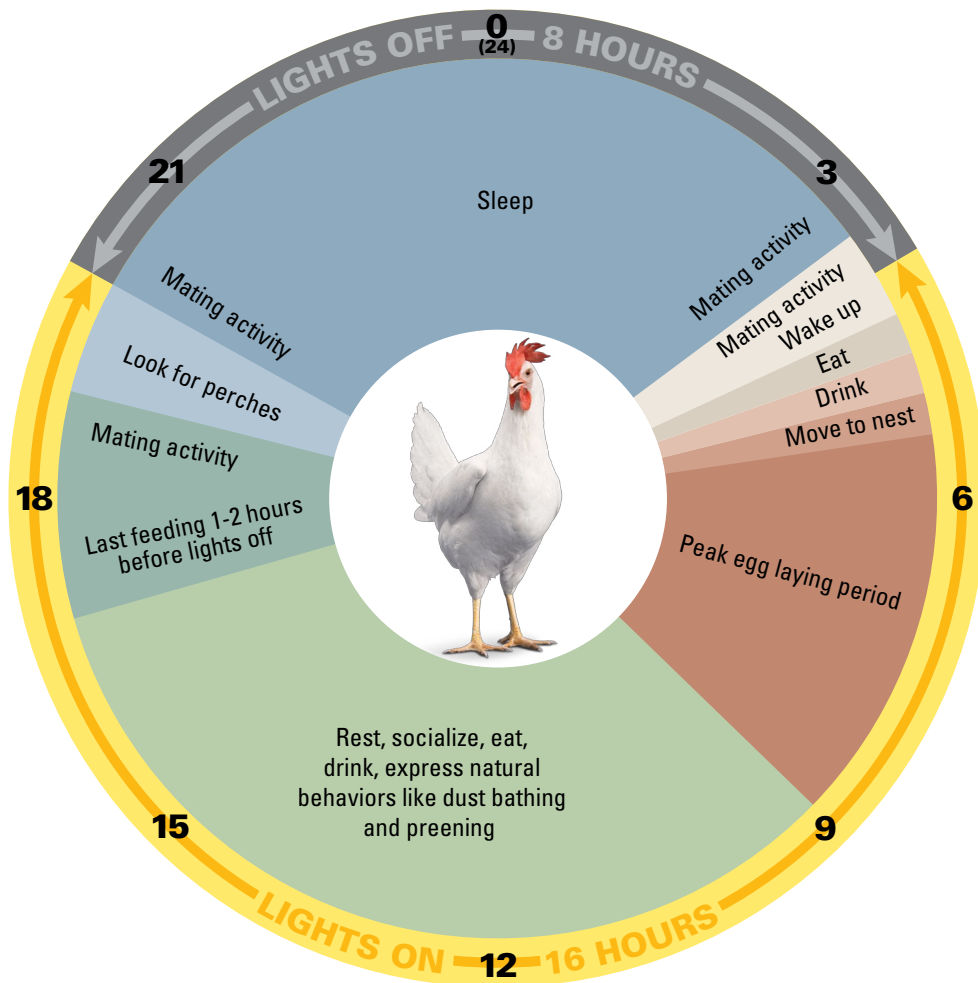 0
(24)
LIGHTS OFF
8 HOURS
21
3
Sleep
Mating activity
Mating activity
Wake up
Eat
Drink
Move to nest
6
Peak egg laying period
9
Rest, socialize, eat,
drink, express natural
behaviors like dust bathing
and preening
LIGHTS ON
12
16 HOURS
15
Last feeding 1-2 hours
before lights off
18
Mating activity
Look for perches
Mating activity